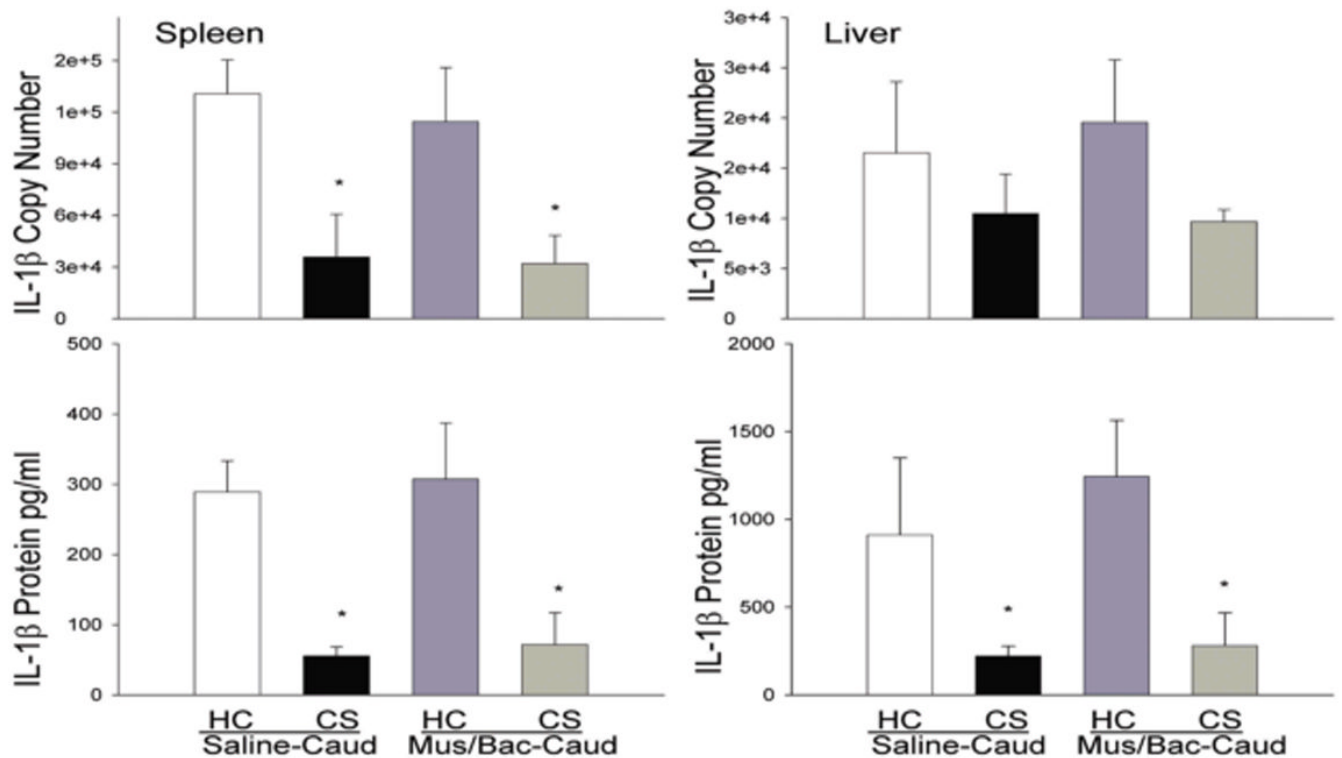 Spleen
IL-1β Copy Number
2e+5
1e+5
9e+4
6e+4
3e+4
0
*
*
Liver
IL-1β Copy Number
3e+4
3e+4
2e+4
2e+4
1e+4
5e+3
0
IL-1β Protein pg/ml
500
400
300
200
100
0
*
*
HC CS HC CS
Saline-Caud Mus/Bac-Caud
IL-1β Protein pg/ml
2000
1500
1000
500
0
*
*
HC CS HC CS
Saline-Caud Mus/Bac-Caud